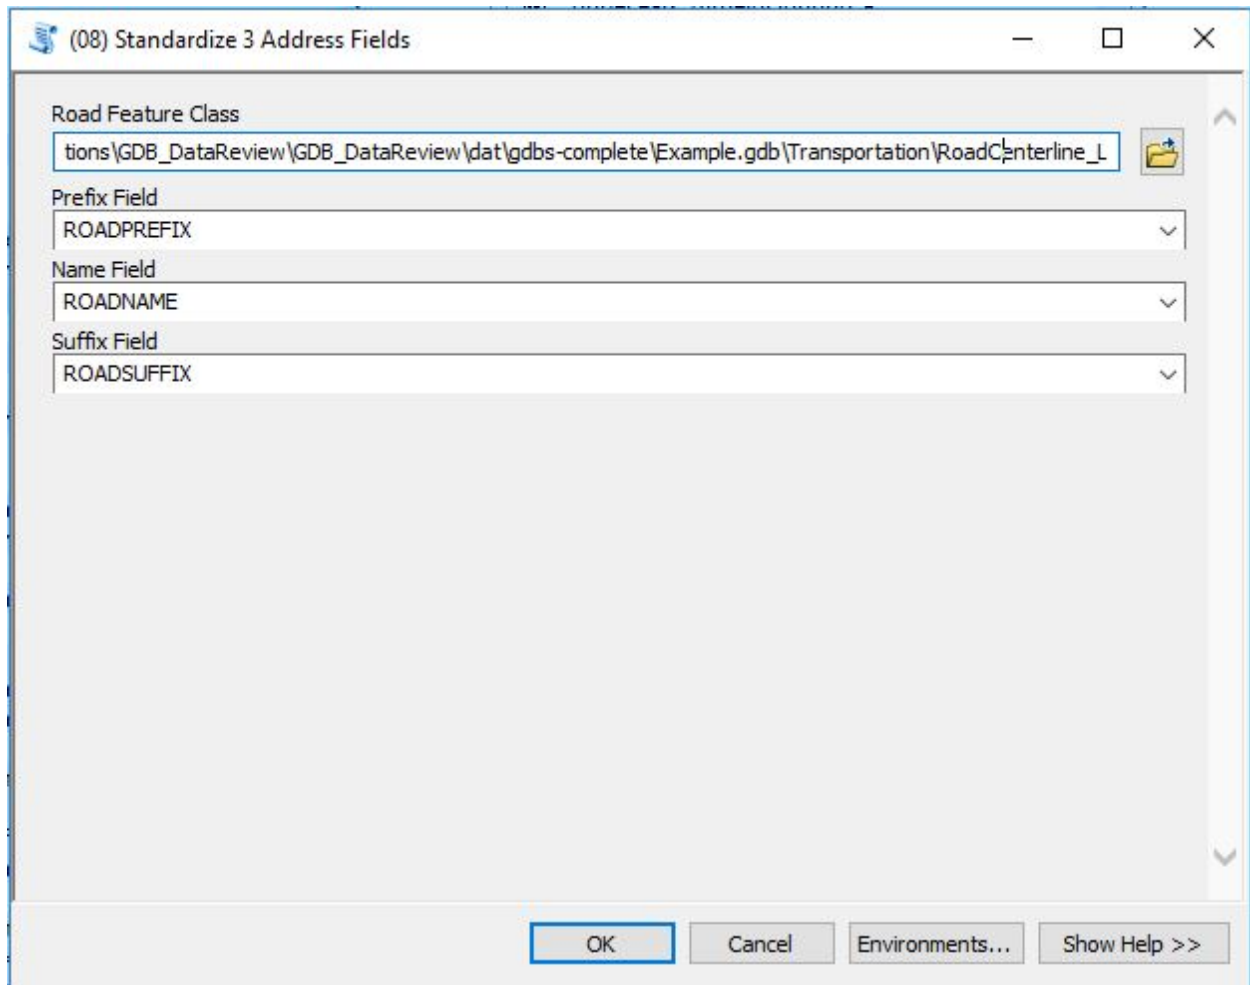 (08) Standardize 3 Address Fields
Road Feature Class
tions\GDB_DataReview\GDB_DataReview\dat\gdbs-complete\Example.gdb\Transportation\RoadCenterline_L
Prefix Field
ROADPREFIX
Name Field
ROADNAME
Suffix Field
ROADSUFFIX
OK Cancel Environments... Show Help >>